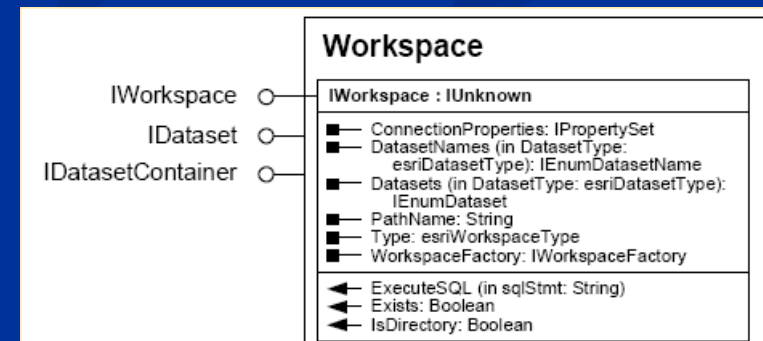 Workspace
IWorkspace
IWorkspace : IUnknown
IDataset
IDatasetContainer
ConnectionProperties: IPropertySet
DatasetNames (in DatasetType:
esriDatasetType): IEnumDatasetName
Datasets (in DatasetType: esriDatasetType):
IEnumDataset
PathName: String
Type: esriWorkspaceType
WorkspaceFactory: IWorkspaceFactory
ExecuteSQL (in sqlStmt: String)
Exists: Boolean
IsDirectory: Boolean